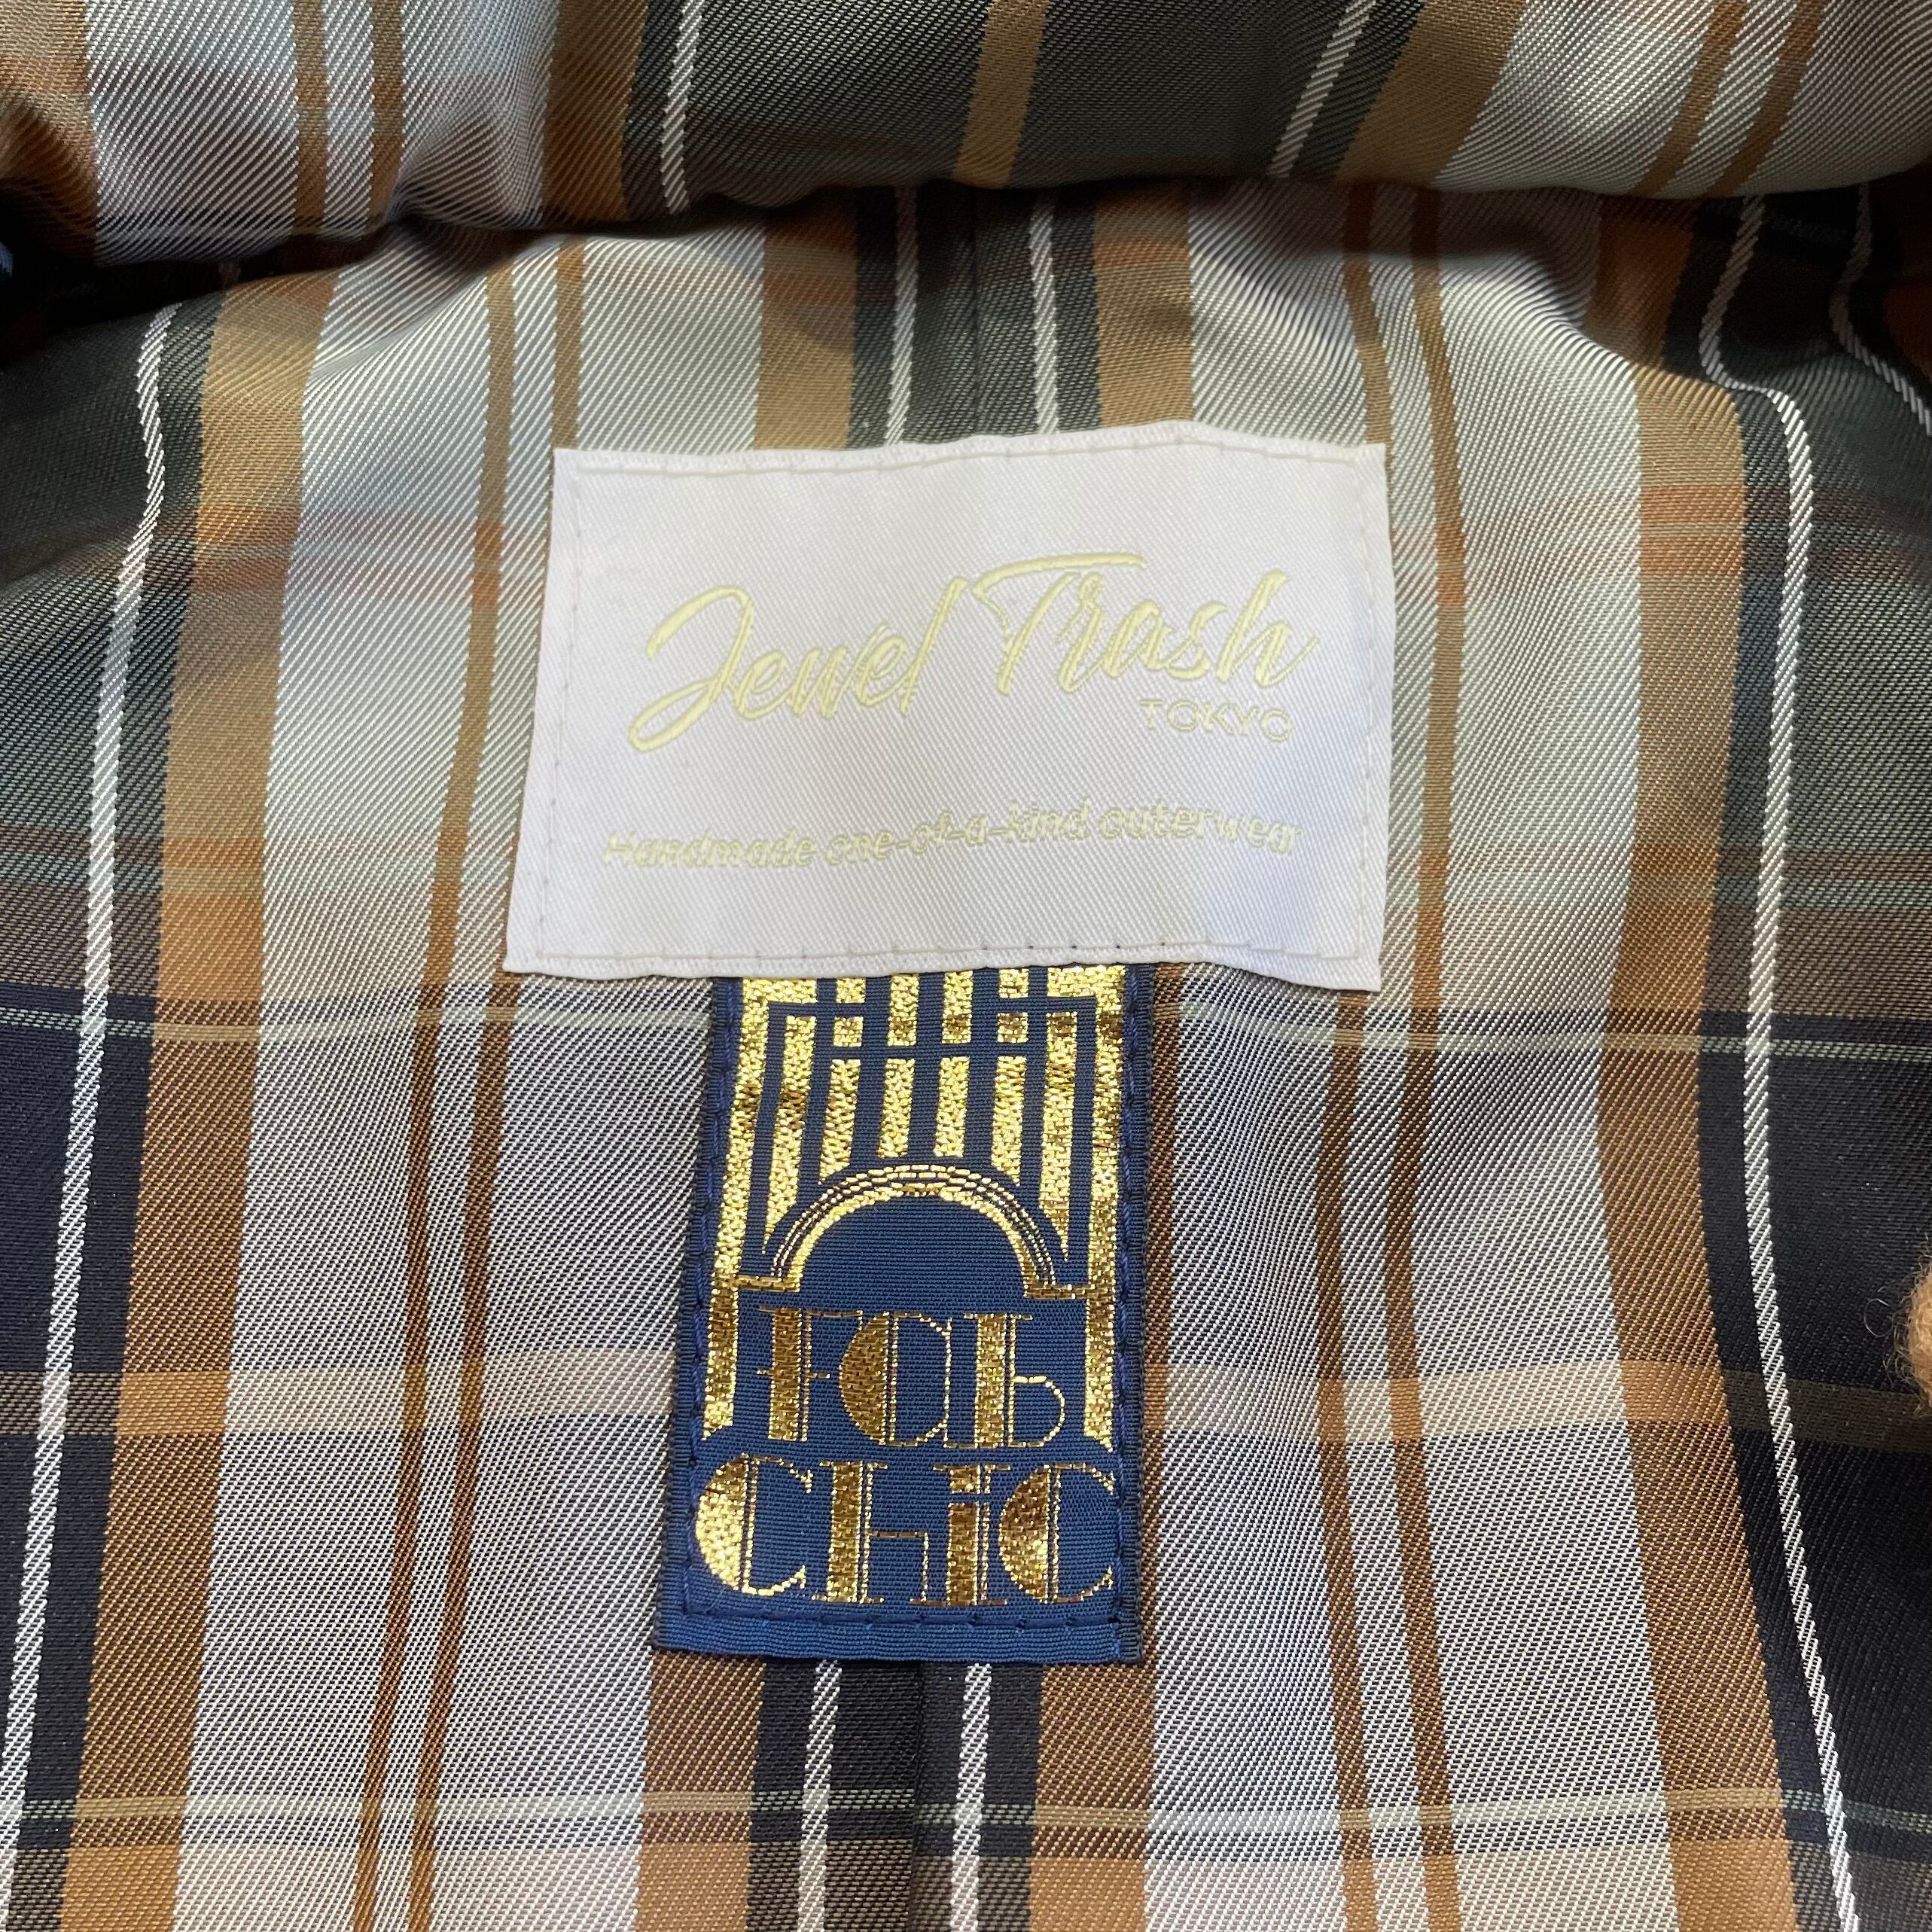 Jewel Trash
TOKYO
Handmade one-of-a-kind outerwear
FAb
CHiC